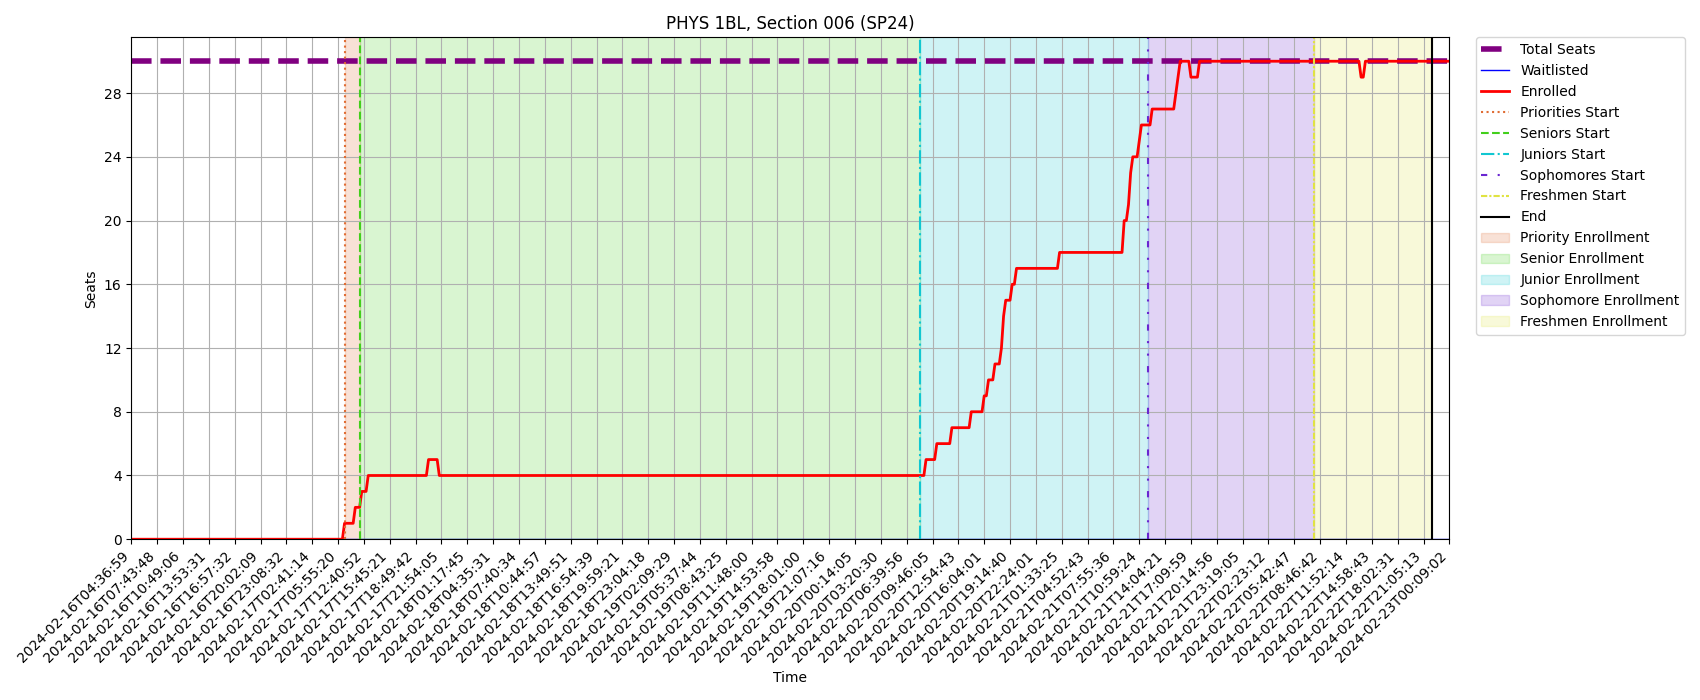 PHYS 1BL, Section 006 (SP24)
Seats
28
24
20
16
12
8
4
0
2024-02-16T04:36:59
2024-02-16T07:43:48
2024-02-16T10:49:06
2024-02-16T13:53:31
2024-02-16T16:57:32
2024-02-16T20:02:09
2024-02-16T23:08:32
2024-02-17T02:41:14
2024-02-17T05:55:20
2024-02-17T12:40:52
2024-02-17T15:45:21
2024-02-17T18:49:42
2024-02-17T21:54:05
2024-02-18T01:17:45
2024-02-18T04:35:31
2024-02-18T07:40:34
2024-02-18T10:44:57
2024-02-18T13:49:51
2024-02-18T16:54:39
2024-02-18T19:59:21
2024-02-18T23:04:18
2024-02-19T02:09:29
2024-02-19T05:37:44
2024-02-19T08:43:25
2024-02-19T11:48:00
2024-02-19T14:53:58
2024-02-19T18:01:00
2024-02-19T21:07:16
2024-02-20T00:14:05
2024-02-20T03:20:30
2024-02-20T06:39:56
2024-02-20T09:46:05
2024-02-20T12:54:43
2024-02-20T16:04:01
2024-02-20T19:14:40
2024-02-20T22:24:01
2024-02-21T01:33:25
2024-02-21T04:52:43
2024-02-21T07:55:36
2024-02-21T10:59:24
2024-02-21T14:04:21
2024-02-21T17:09:59
2024-02-21T20:14:56
2024-02-21T23:19:05
2024-02-22T02:23:12
2024-02-22T05:42:47
2024-02-22T08:46:42
2024-02-22T11:52:14
2024-02-22T14:58:43
2024-02-22T18:02:31
2024-02-22T21:05:13
2024-02-23T00:09:02
Time
Total Seats
Waitlisted
Enrolled
Priorities Start
Seniors Start
Juniors Start
Sophomores Start
Freshmen Start
End
Priority Enrollment
Senior Enrollment
Junior Enrollment
Sophomore Enrollment
Freshmen Enrollment